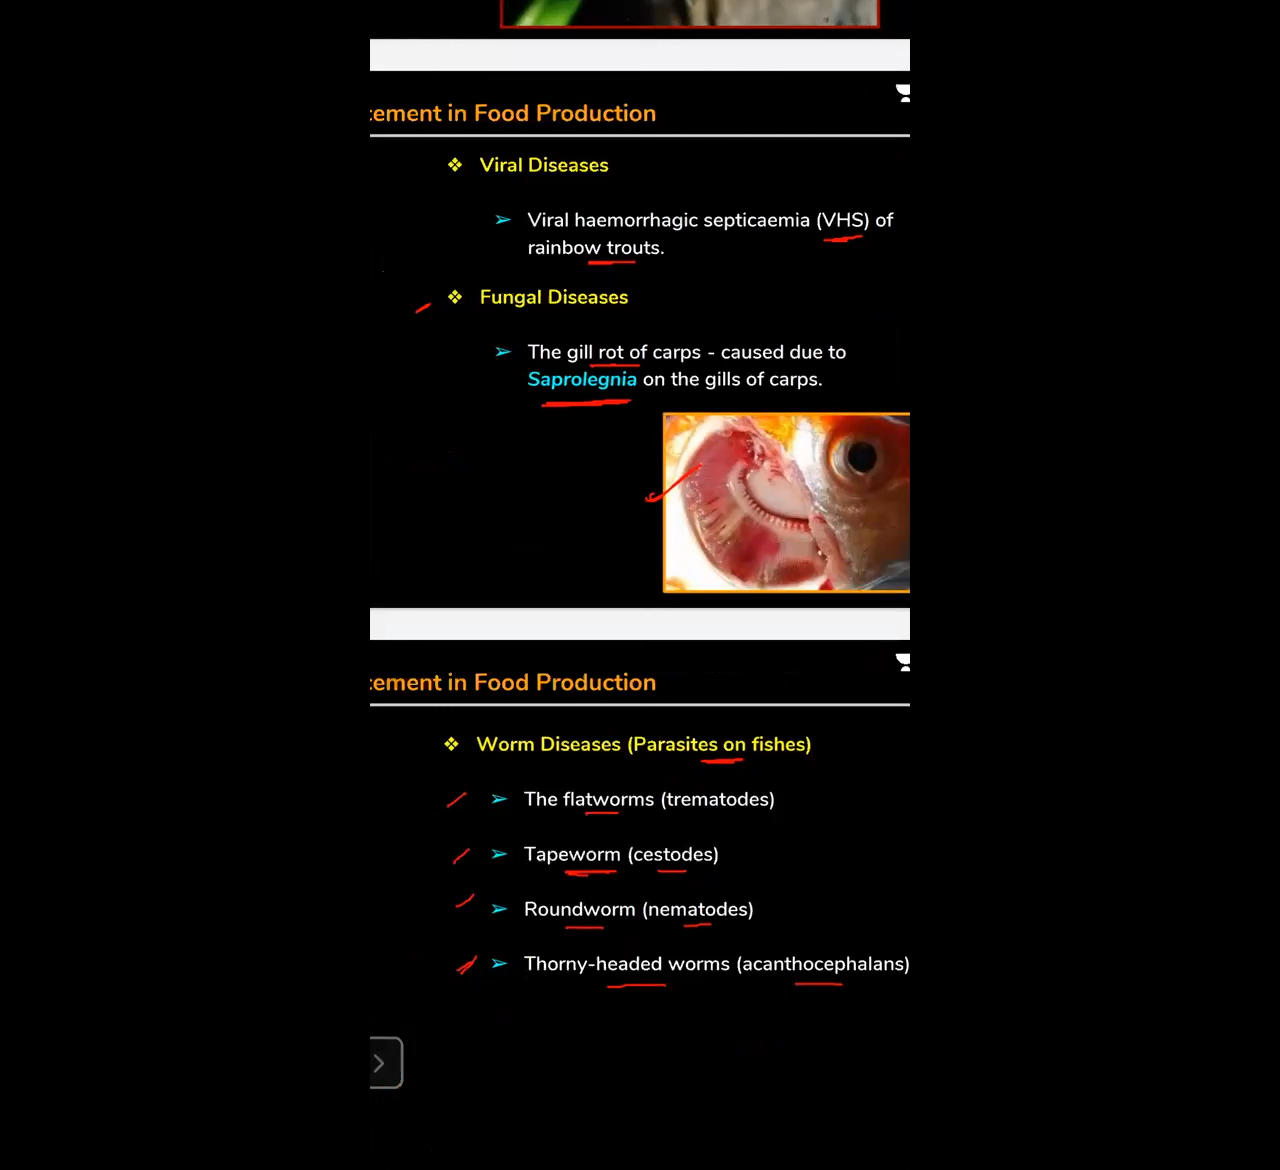 cement in Food Production
❖ Viral Diseases
➢ Viral haemorrhagic septicaemia (VHS) of
rainbow trouts.
❖ Fungal Diseases
➢ The gill rot of carps - caused due to
Saprolegnia on the gills of carps.
cement in Food Production
❖ Worm Diseases (Parasites on fishes)
➢ The flatworms (trematodes)
➢ Tapeworm (cestodes)
➢ Roundworm (nematodes)
➢ Thorny-headed worms (acanthocephalans)